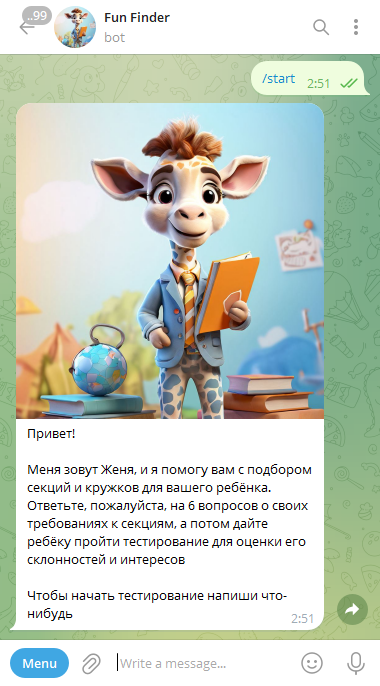 ..99
Fun Finder
bot
/start 2:51
Привет!
Меня зовут Женя, и я помогу вам с подбором
секций и кружков для вашего ребёнка.
Ответьте, пожалуйста, на 6 вопросов о своих
требованиях к секциям, а потом дайте
ребёку пройти тестирование для оценки его
склонностей и интересов
Чтобы начать тестирование напиши что-
нибудь
2:51
Menu
Write a message...